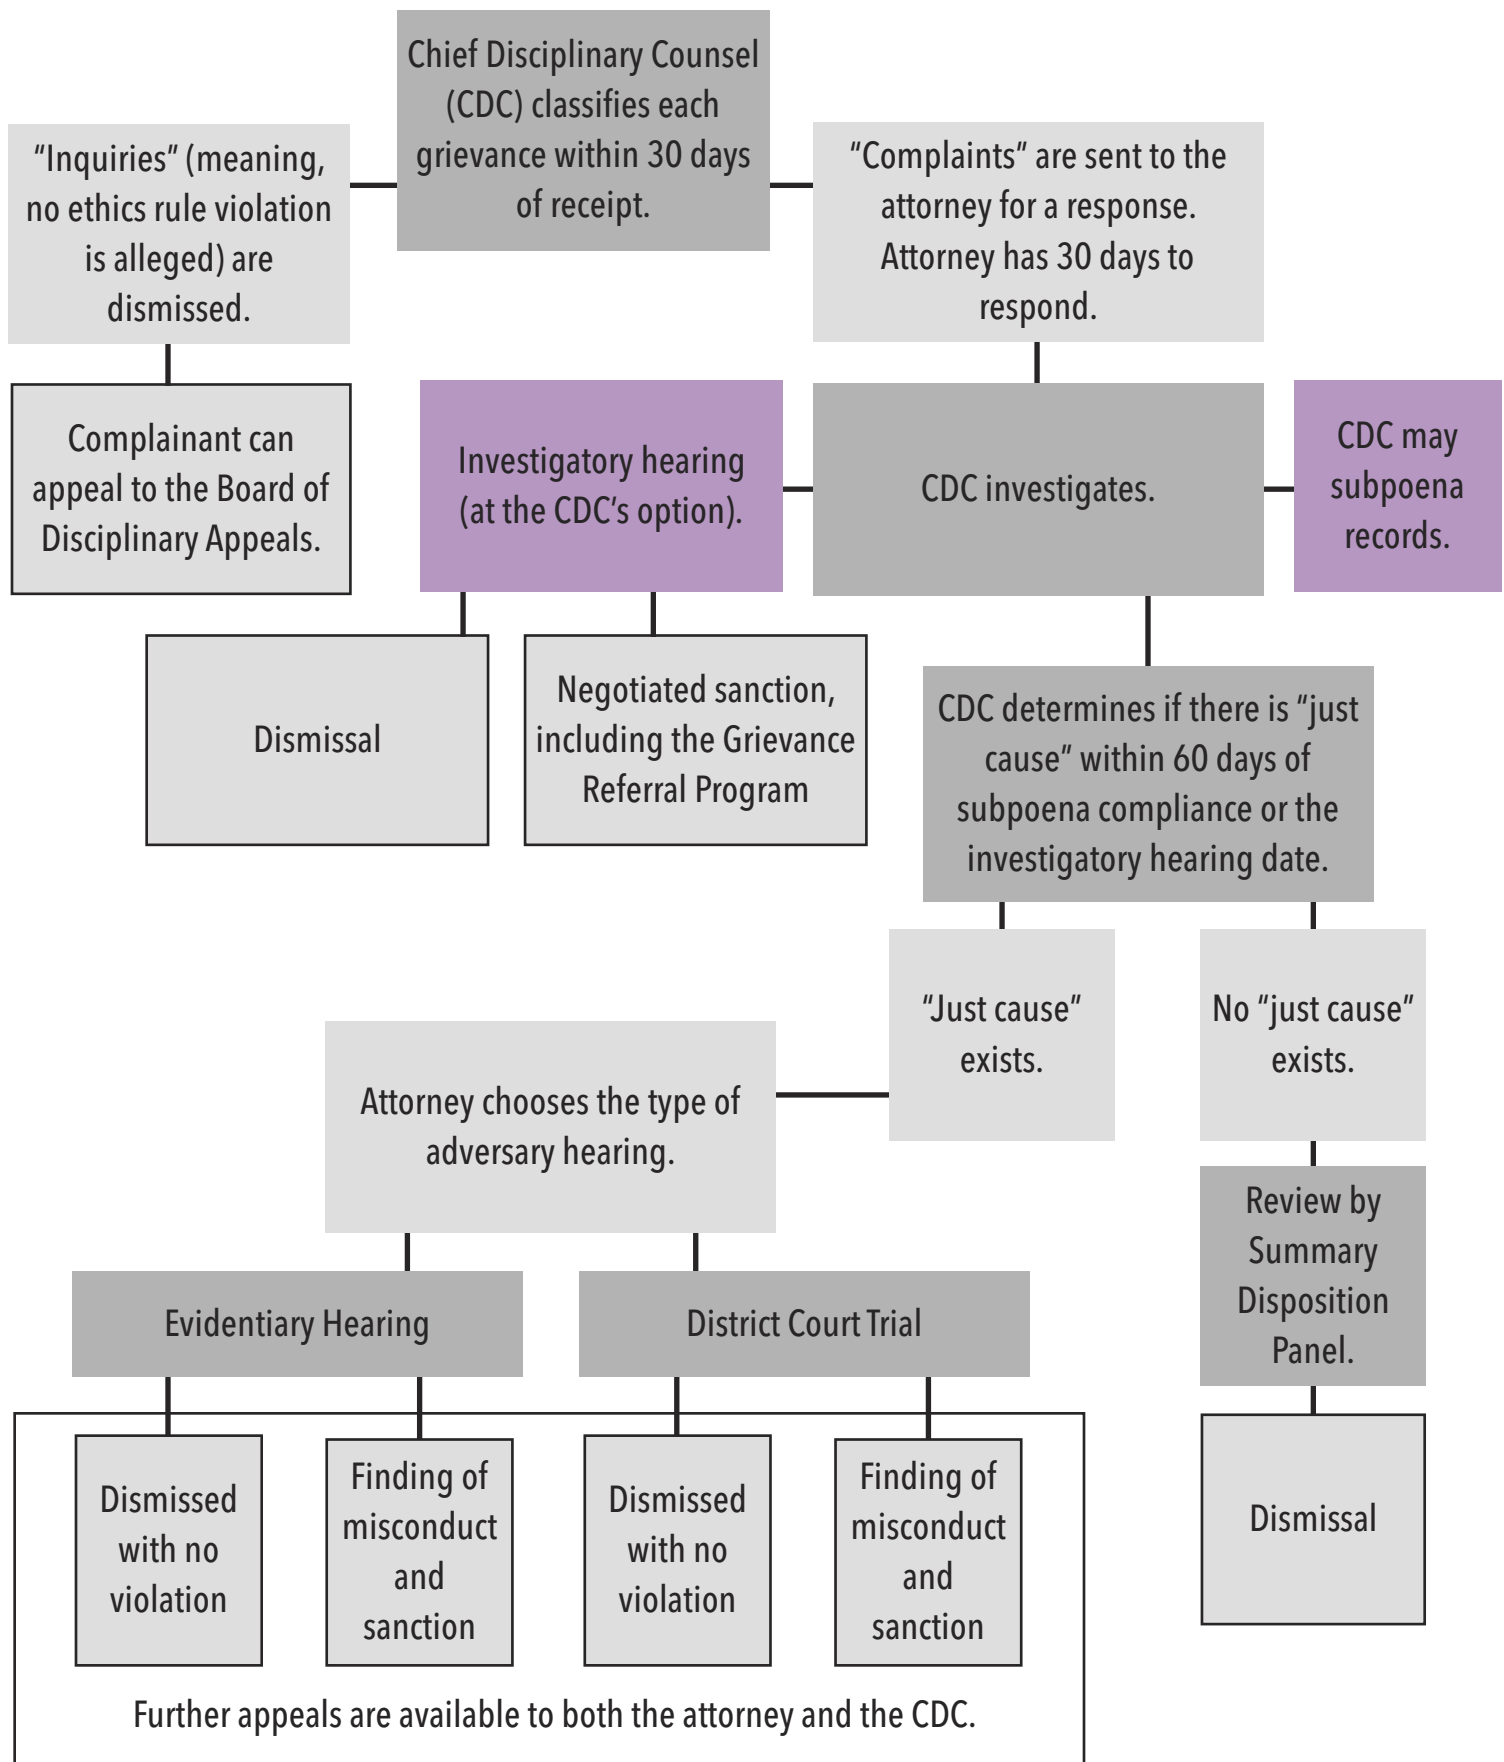 Chief Disciplinary Counsel
(CDC) classifies each
grievance within 30 days
of receipt.
“Inquiries” (meaning,
no ethics rule violation
is alleged) are
dismissed.
“Complaints” are sent to the
attorney for a response.
Attorney has 30 days to
respond.
Complainant can
appeal to the Board of
Disciplinary Appeals.
Investigatory hearing
(at the CDC’s option).
CDC investigates.
CDC may
subpoena
records.
Dismissal
Negotiated sanction,
including the Grievance
Referral Program
CDC determines if there is “just
cause” within 60 days of
subpoena compliance or the
investigatory hearing date.
“Just cause”
exists.
No “just cause”
exists.
Attorney chooses the type of
adversary hearing.
Review by
Summary
Disposition
Panel.
Evidentiary Hearing
District Court Trial
Dismissed
with no
violation
Finding of
misconduct
and
sanction
Dismissed
with no
violation
Finding of
misconduct
and
sanction
Dismissal
Further appeals are available to both the attorney and the CDC.